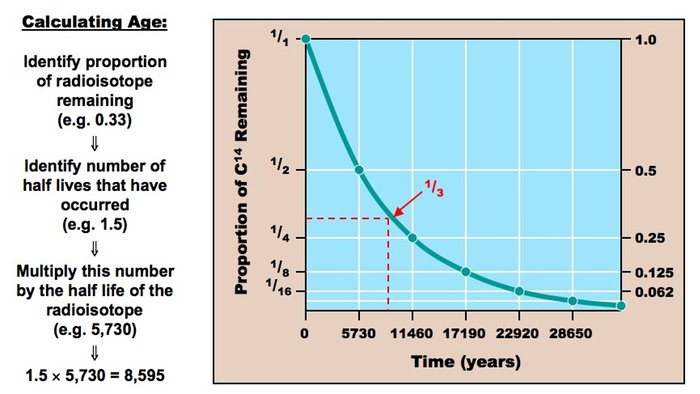 Calculating Age:
Identify proportion
of radioisotope
remaining
(e.g. 0.33)
⇓
Identify number of
half lives that have
occurred
(e.g. 1.5)
⇓
Multiply this number
by the half life of the
radioisotope
(e.g. 5,730)
⇓
1.5 × 5,730 = 8,595
Proportion of C¹⁴ Remaining
1/1
1/2
1/4
1/8
1/16
1/3
1.0
0.5
0.25
0.125
0.062
0 5730 11460 17190 22920 28650
Time (years)